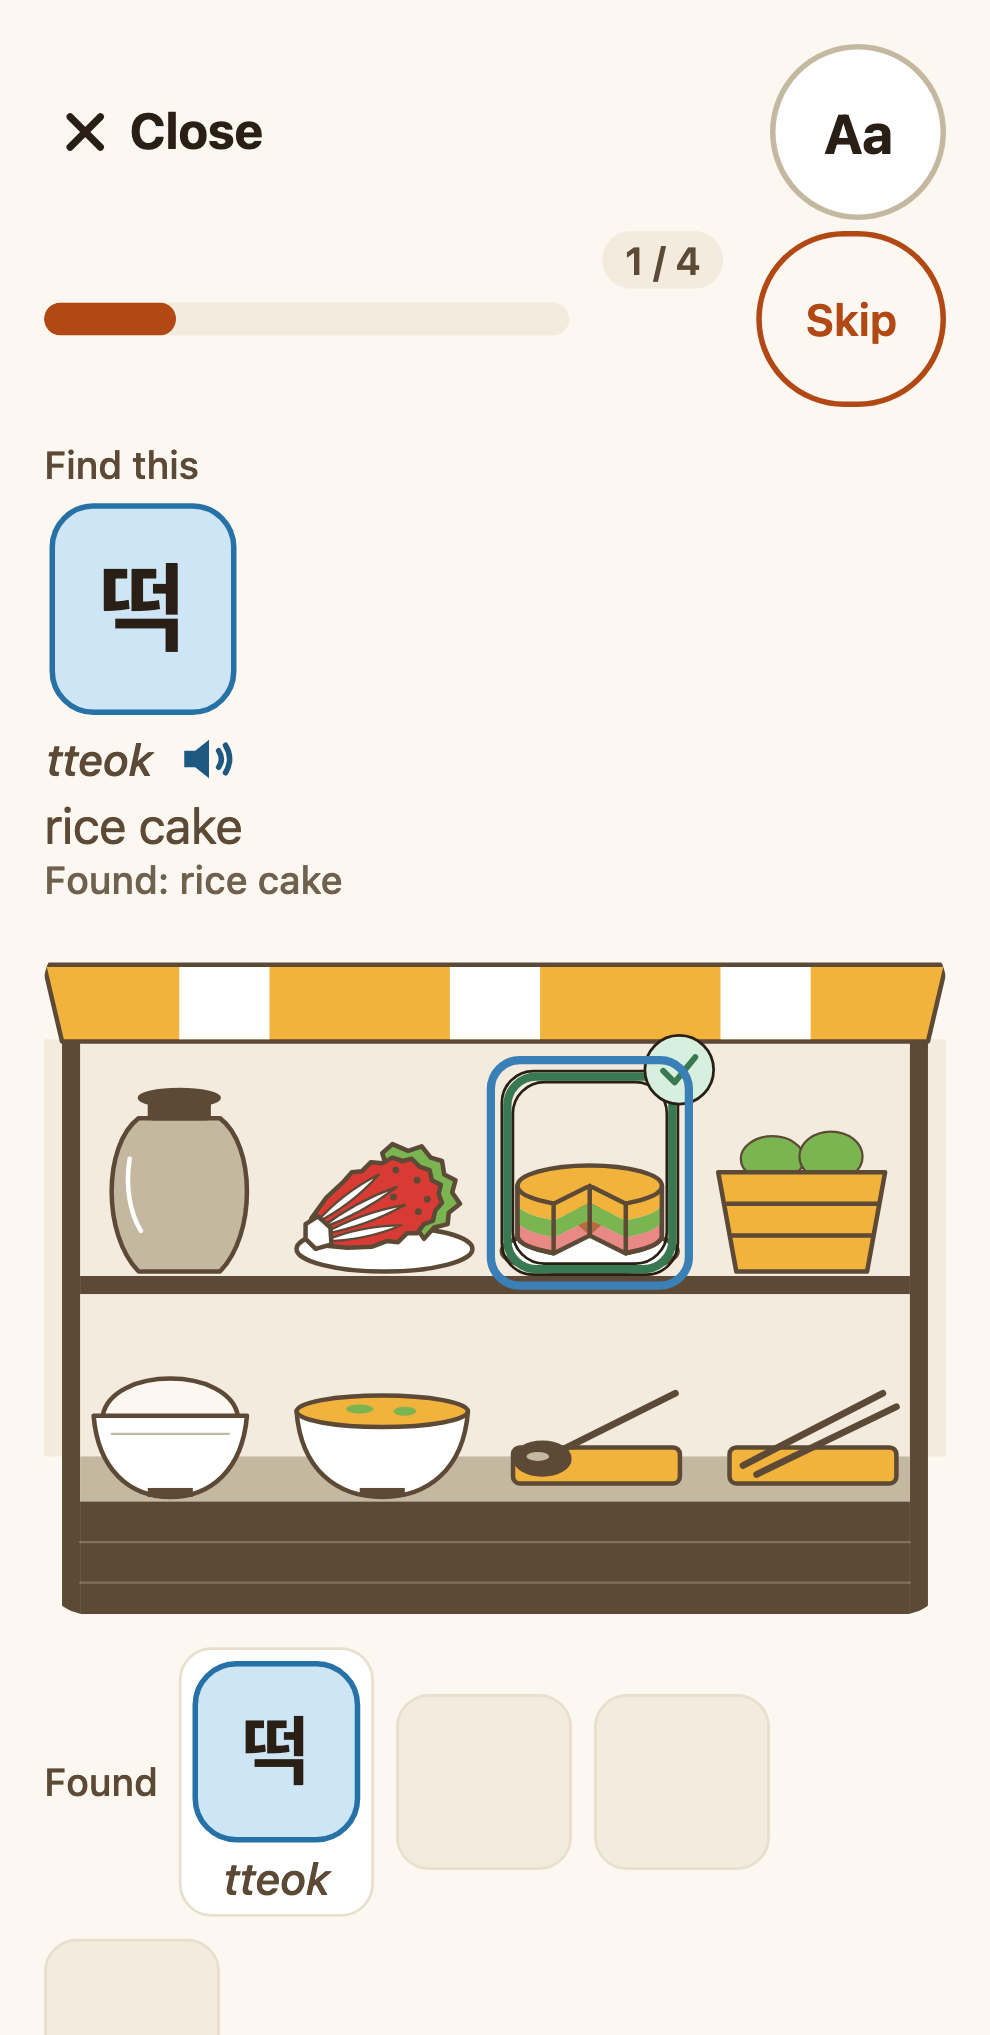 Close
Aa
1 / 4
Skip
Find this
떡
tteok
rice cake
Found: rice cake
Found
떡
tteok